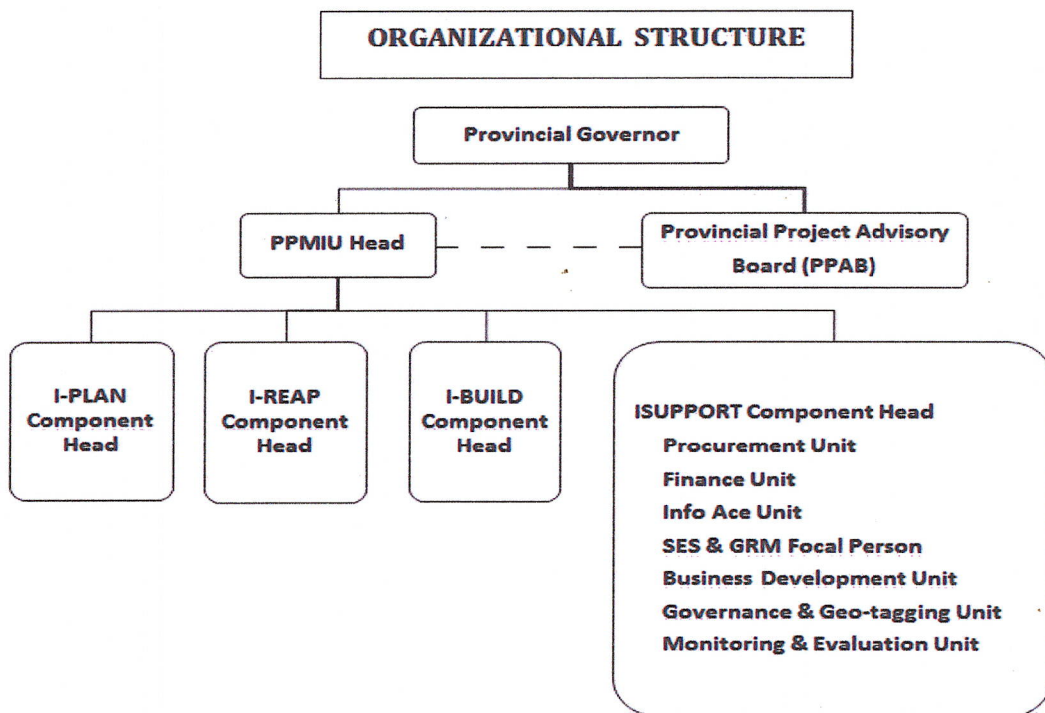 ORGANIZATIONAL STRUCTURE
Provincial Governor
PPMIU Head
Provincial Project Advisory
Board (PPAB)
I-PLAN
Component
Head
I-REAP
Component
Head
I-BUILD
Component
Head
ISUPPORT Component Head
Procurement Unit
Finance Unit
Info Ace Unit
SES & GRM Focal Person
Business Development Unit
Governance & Geo-tagging Unit
Monitoring & Evaluation Unit